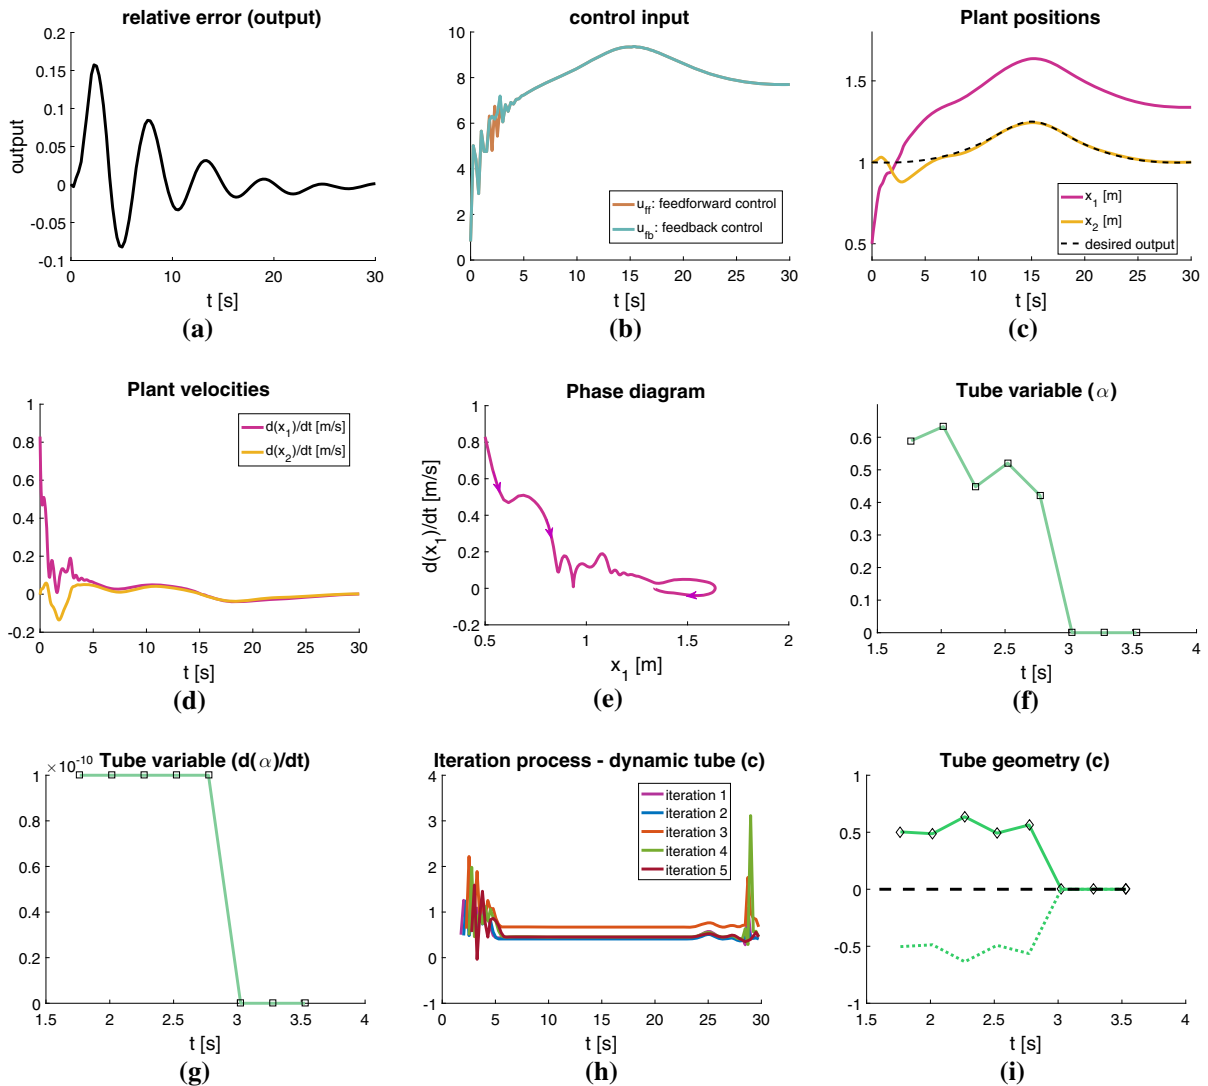 relative error (output)
0.2
0.15
0.1
0.05
0
-0.05
-0.1
output
0
10
20
30
t [s]
(a)
control input
10
8
6
4
2
0
u_ff: feedforward control
u_fb: feedback control
0
5
10
15
20
25
30
t [s]
(b)
Plant positions
1.5
1
0.5
x_1 [m]
x_2 [m]
desired output
0
5
10
15
20
25
30
t [s]
(c)
Plant velocities
1
0.8
0.6
0.4
0.2
0
-0.2
d(x_1)/dt [m/s]
d(x_2)/dt [m/s]
0
5
10
15
20
25
30
t [s]
(d)
Phase diagram
1
0.8
0.6
0.4
0.2
0
-0.2
d(x_1)/dt [m/s]
0.5
1
1.5
2
x_1 [m]
(e)
Tube variable (α)
0.6
0.5
0.4
0.3
0.2
0.1
0
1.5
2
2.5
3
3.5
4
t [s]
(f)
Tube variable (d(α)/dt)
×10^-10
1
0.8
0.6
0.4
0.2
0
1.5
2
2.5
3
3.5
4
t [s]
(g)
Iteration process - dynamic tube (c)
4
3
2
1
0
-1
iteration 1
iteration 2
iteration 3
iteration 4
iteration 5
0
5
10
15
20
25
30
t [s]
(h)
Tube geometry (c)
1
0.5
0
-0.5
-1
1.5
2
2.5
3
3.5
4
t [s]
(i)